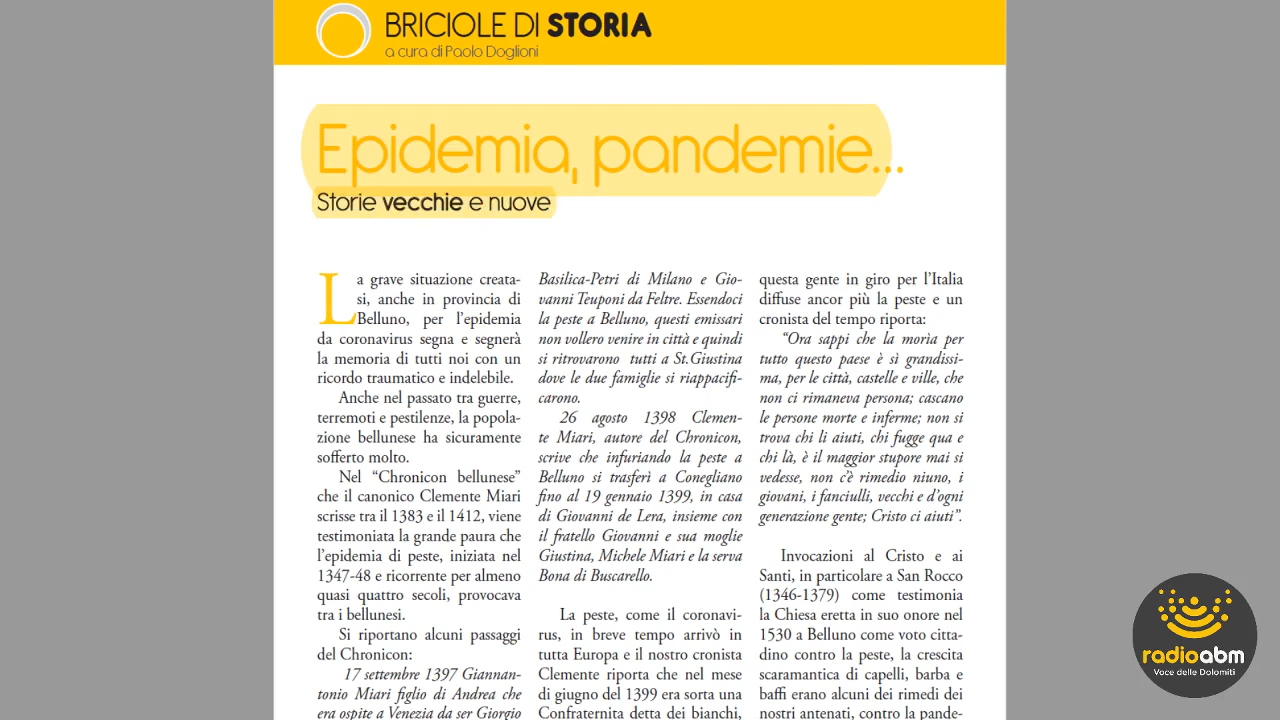 BRICIOLE DI STORIA
a cura di Paolo Doglioni
Epidemia, pandemie...
Storie vecchie e nuove
La grave situazione creata-
si, anche in provincia di
Belluno, per l'epidemia
da coronavirus segna e segnerà
la memoria di tutti noi con un
ricordo traumatico e indelebile.
Anche nel passato tra guerre,
terremoti e pestilenze, la popola-
zione bellunese ha sicuramente
sofferto molto.
Nel “Chronicon bellunese”
che il canonico Clemente Miari
scrisse tra il 1383 e il 1412, viene
testimoniata la grande paura che
l'epidemia di peste, iniziata nel
1347-48 e ricorrente per almeno
quasi quattro secoli, provocava
tra i bellunesi.
Si riportano alcuni passaggi
del Chronicon:
17 settembre 1397 Giannan-
tonio Miari figlio di Andrea che
era ospite a Venezia da ser Giorgio
Basilica-Petri di Milano e Gio-
vanni Teuponi da Feltre. Essendoci
la peste a Belluno, questi emissari
non vollero venire in città e quindi
si ritrovarono tutti a St.Giustina
dove le due famiglie si riappacifi-
carono.
26 agosto 1398 Clemen-
te Miari, autore del Chronicon,
scrive che infuriando la peste a
Belluno si trasferì a Conegliano
fino al 19 gennaio 1399, in casa
di Giovanni de Lera, insieme con
il fratello Giovanni e sua moglie
Giustina, Michele Miari e la serva
Bona di Buscarello.
La peste, come il coronavi-
rus, in breve tempo arrivò in
tutta Europa e il nostro cronista
Clemente riporta che nel mese
di giugno del 1399 era sorta una
Confraternita detta dei bianchi,
questa gente in giro per l'Italia
diffuse ancor più la peste e un
cronista del tempo riporta:
“Ora sappi che la morìa per
tutto questo paese è sì grandissi-
ma, per le città, castelle e ville, che
non ci rimaneva persona; cascano
le persone morte e inferme; non si
trova chi li aiuti, chi fugge qua e
chi là, è il maggior stupore mai si
vedesse, non c'è rimedio niuno, i
giovani, i fanciulli, vecchi e d'ogni
generazione gente; Cristo ci aiuti”.
Invocazioni al Cristo e ai
Santi, in particolare a San Rocco
(1346-1379) come testimonia
la Chiesa eretta in suo onore nel
1530 a Belluno come voto citta-
dino contro la peste, la crescita
scaramantica di capelli, barba e
baffi erano alcuni dei rimedi dei
nostri antenati, contro la pande-
radioabm
Voce delle Dolomiti